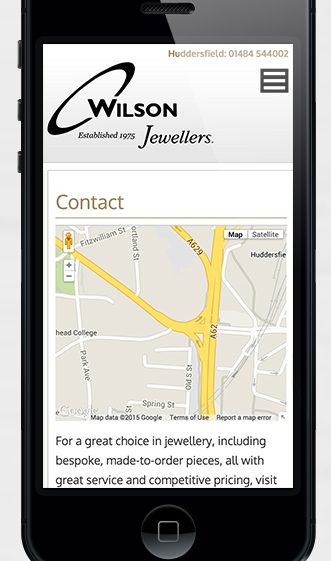 Huddersfield: 01484 544002
WILSON
Established 1975 Jewellers.
Contact
Fitzwilliam St
A629
Map Satellite
Huddersfie
+
−
A62
head College
Park Ave
Old S St
Spring St
Google
Map data ©2015 Google Terms of Use Report a map error
For a great choice in jewellery, including
bespoke, made-to-order pieces, all with
great service and competitive pricing, visit